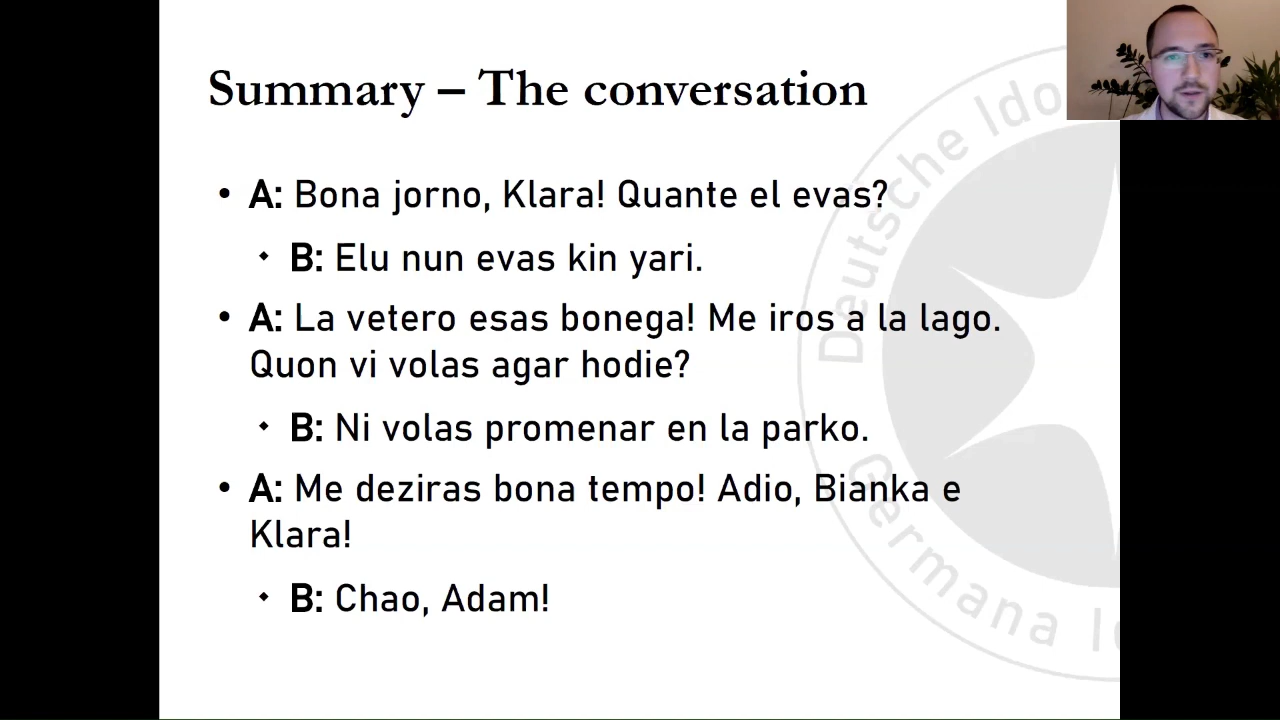 Summary – The conversation
• A: Bona jorno, Klara! Quante el evas?
B: Elu nun evas kin yari.
• A: La vetero esas bonega! Me iros a la lago.
Quon vi volas agar hodie?
B: Ni volas promenar en la parko.
• A: Me deziras bona tempo! Adio, Bianka e
Klara!
B: Chao, Adam!
Deutsche Ido
Germana I